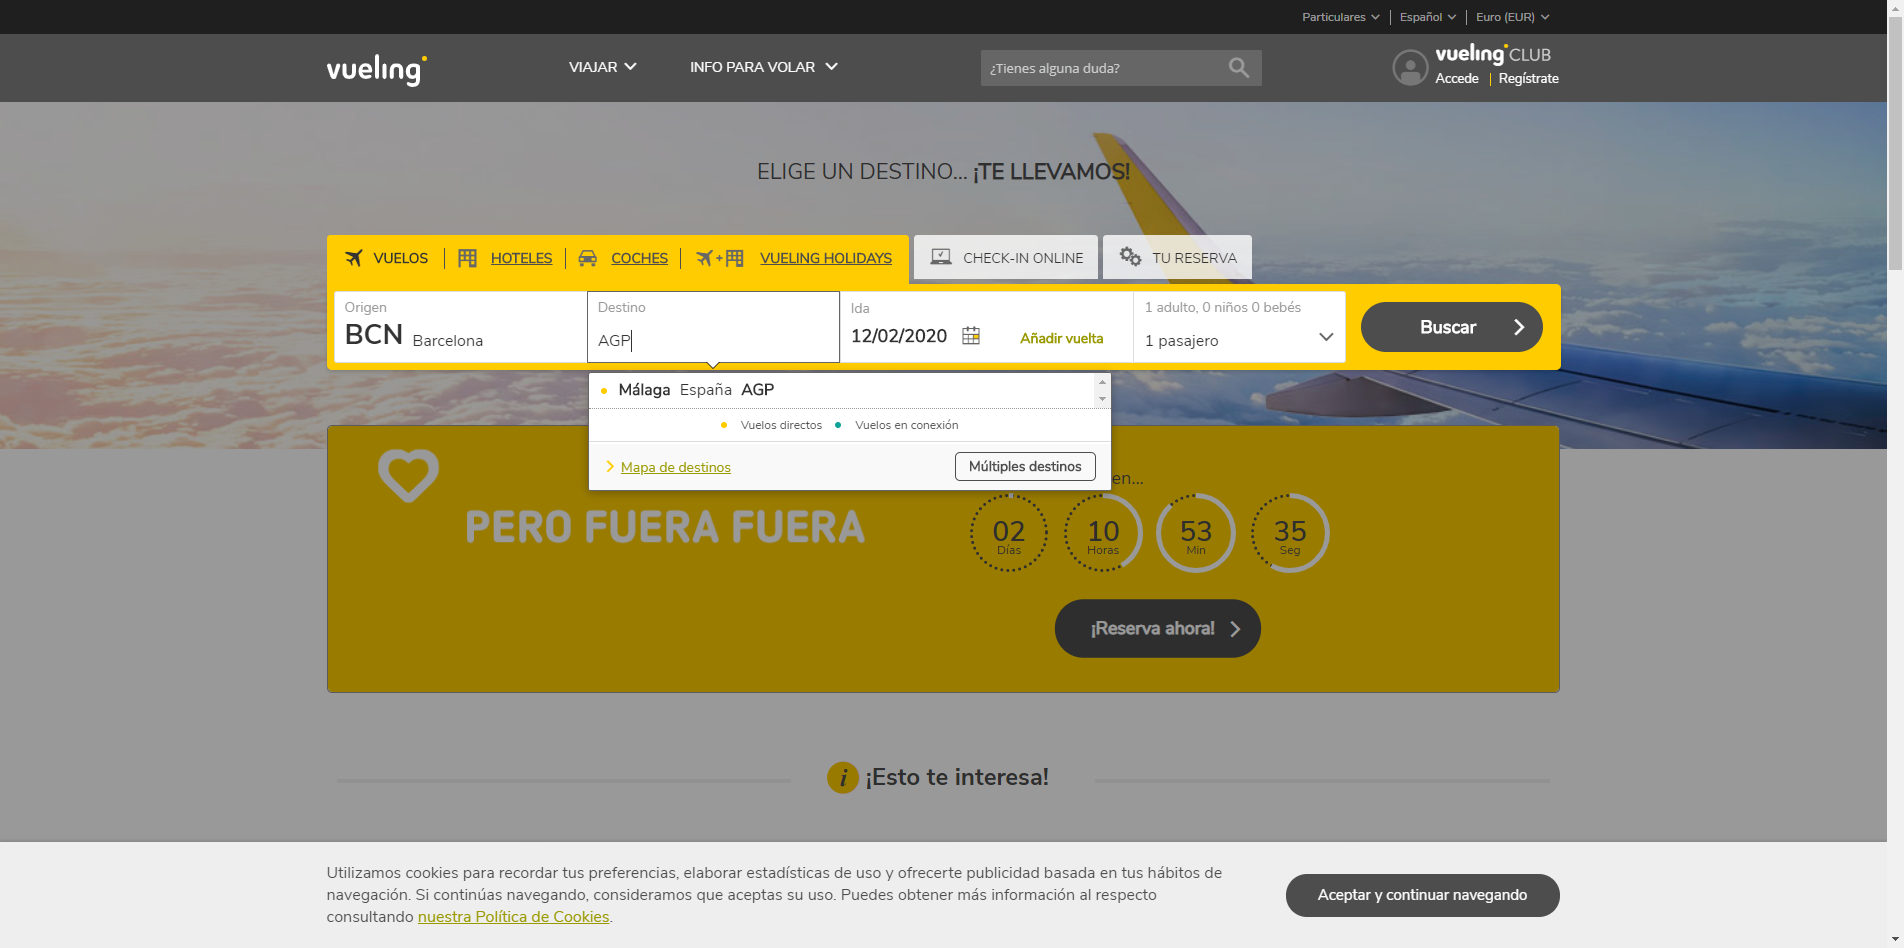 Particulares
Español
Euro (EUR)
vueling
VIAJAR
INFO PARA VOLAR
¿Tienes alguna duda?
vueling CLUB
Accede
Regístrate
ELIGE UN DESTINO... ¡TE LLEVAMOS!
VUELOS
HOTELES
COCHES
+
VUELING HOLIDAYS
CHECK-IN ONLINE
TU RESERVA
Origen
BCN Barcelona
Destino
AGP
Ida
12/02/2020
Añadir vuelta
1 adulto, 0 niños 0 bebés
1 pasajero
Buscar
Málaga España AGP
Vuelos directos
Vuelos en conexión
Mapa de destinos
Múltiples destinos
en...
PERO FUERA FUERA
02
Días
10
Horas
53
Min
35
Seg
¡Reserva ahora!
i ¡Esto te interesa!
Utilizamos cookies para recordar tus preferencias, elaborar estadísticas de uso y ofrecerte publicidad basada en tus hábitos de
navegación. Si continúas navegando, consideramos que aceptas su uso. Puedes obtener más información al respecto
consultando nuestra Política de Cookies.
Aceptar y continuar navegando